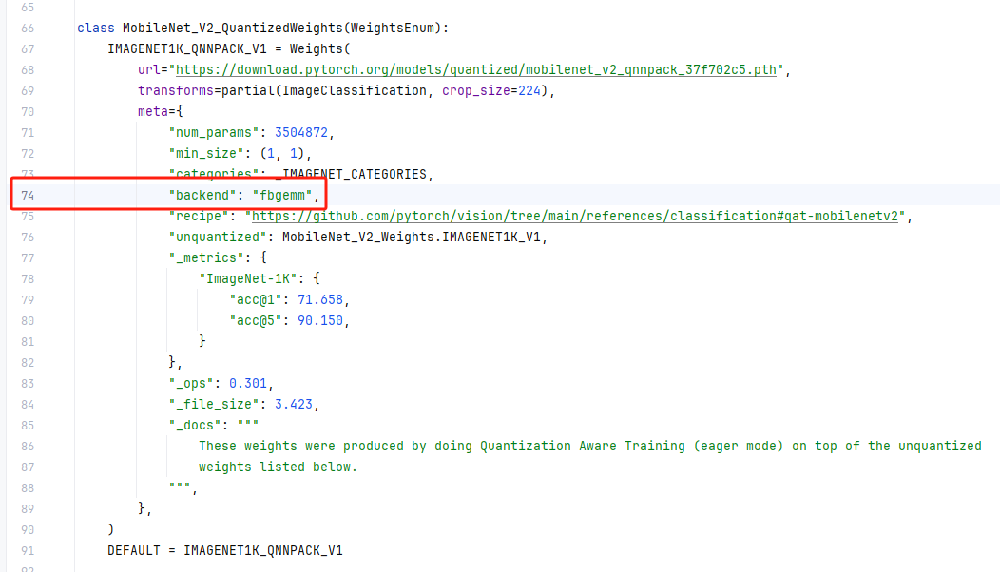 65
66 class MobileNet_V2_QuantizedWeights(WeightsEnum):
67 IMAGENET1K_QNNPACK_V1 = Weights(
68 url="https://download.pytorch.org/models/quantized/mobilenet_v2_qnnpack_37f702c5.pth",
69 transforms=partial(ImageClassification, crop_size=224),
70 meta={
71 "num_params": 3504872,
72 "min_size": (1, 1),
73 "categories": _IMAGENET_CATEGORIES,
74 "backend": "fbgemm",
75 "recipe": "https://github.com/pytorch/vision/tree/main/references/classification#qat-mobilenetv2",
76 "unquantized": MobileNet_V2_Weights.IMAGENET1K_V1,
77 "_metrics": {
78 "ImageNet-1K": {
79 "acc@1": 71.658,
80 "acc@5": 90.150,
81 }
82 },
83 "_ops": 0.301,
84 "_file_size": 3.423,
85 "_docs": """
86 These weights were produced by doing Quantization Aware Training (eager mode) on top of the unquantized
87 weights listed below.
88 """,
89 },
90 )
91 DEFAULT = IMAGENET1K_QNNPACK_V1
92